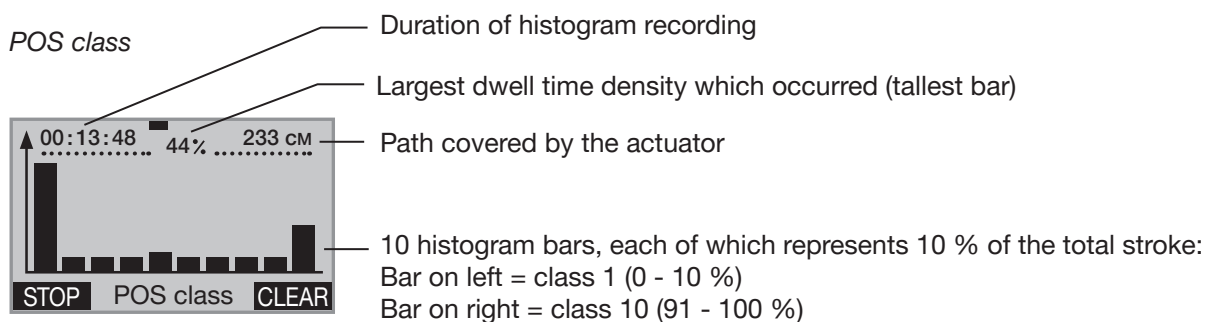 POS class
Duration of histogram recording
Largest dwell time density which occurred (tallest bar)
00:13:48 44% 233 CM
Path covered by the actuator
10 histogram bars, each of which represents 10 % of the total stroke:
Bar on left = class 1 (0 - 10 %)
Bar on right = class 10 (91 - 100 %)
STOP POS class CLEAR